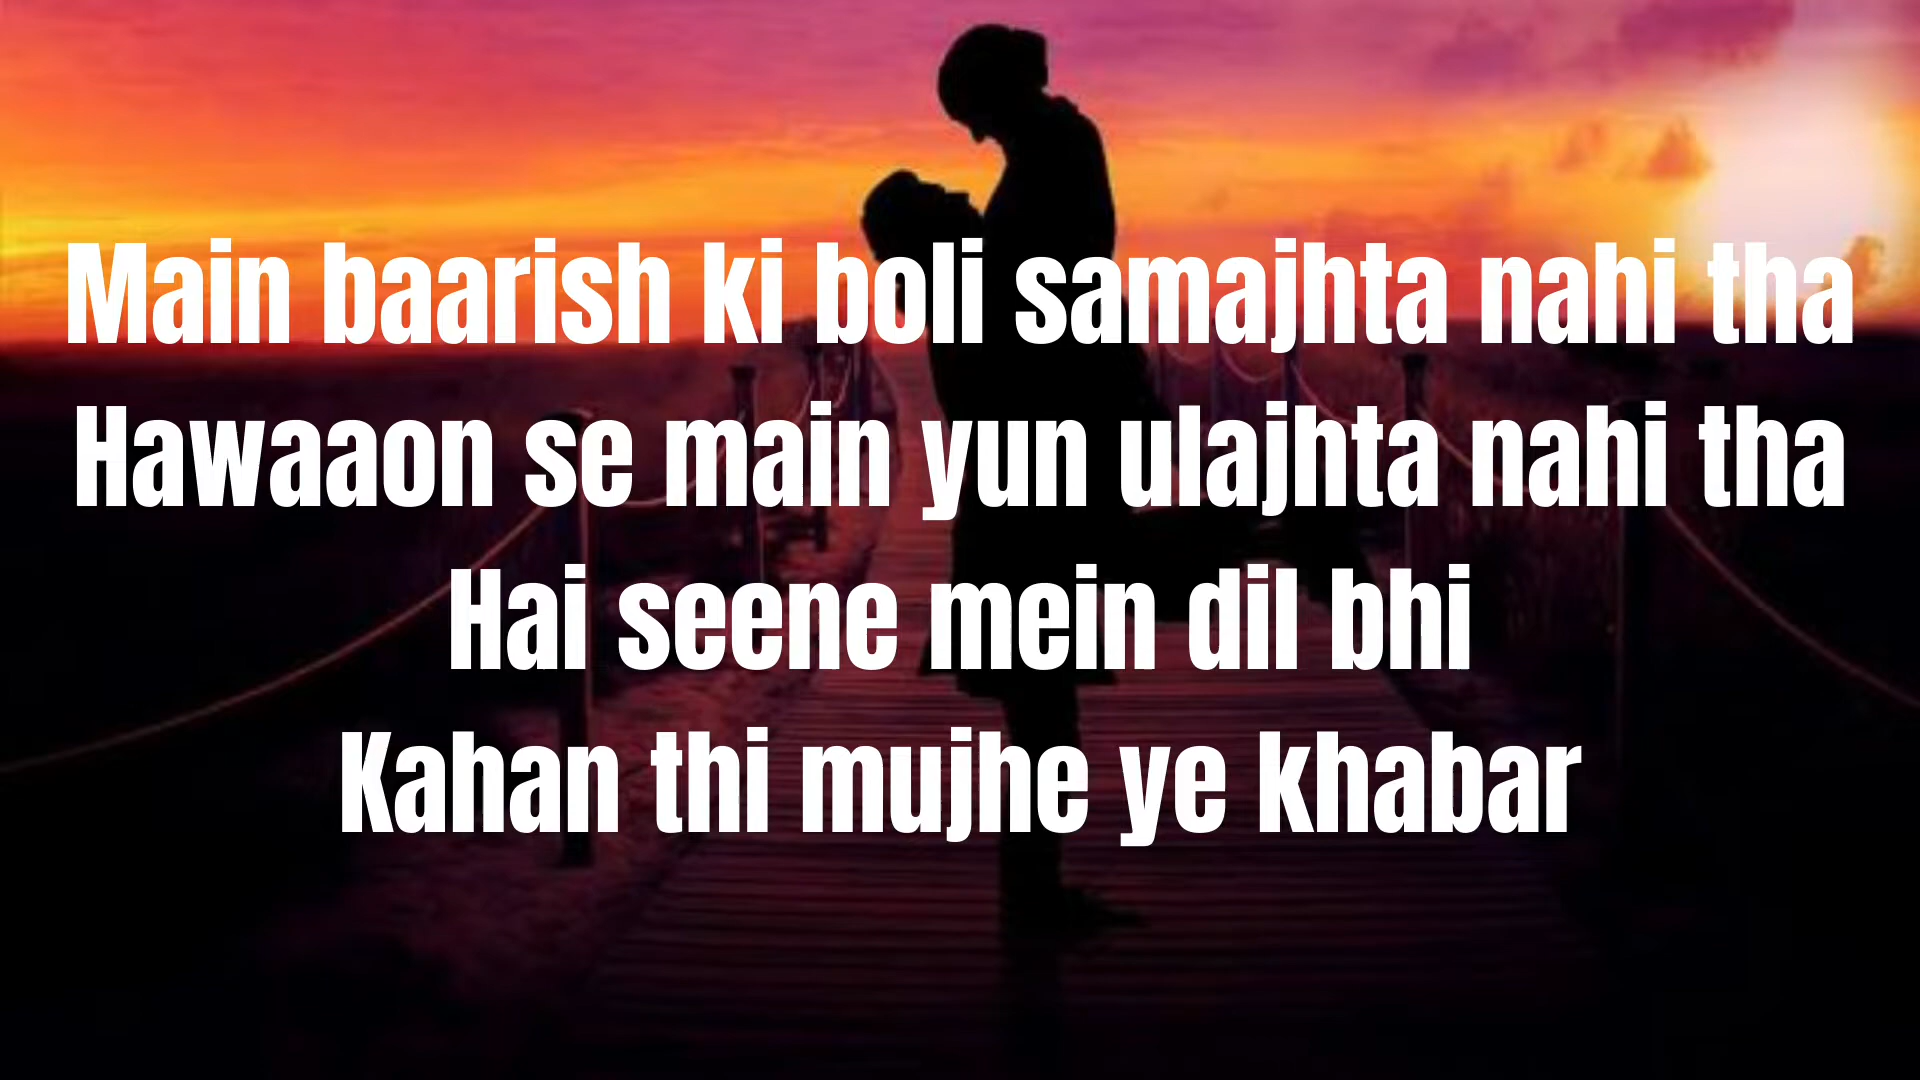 Main baarish ki boli samajhta nahi tha
Hawaaon se main yun ulajhta nahi tha
Hai seene mein dil bhi
Kahan thi mujhe ye khabar